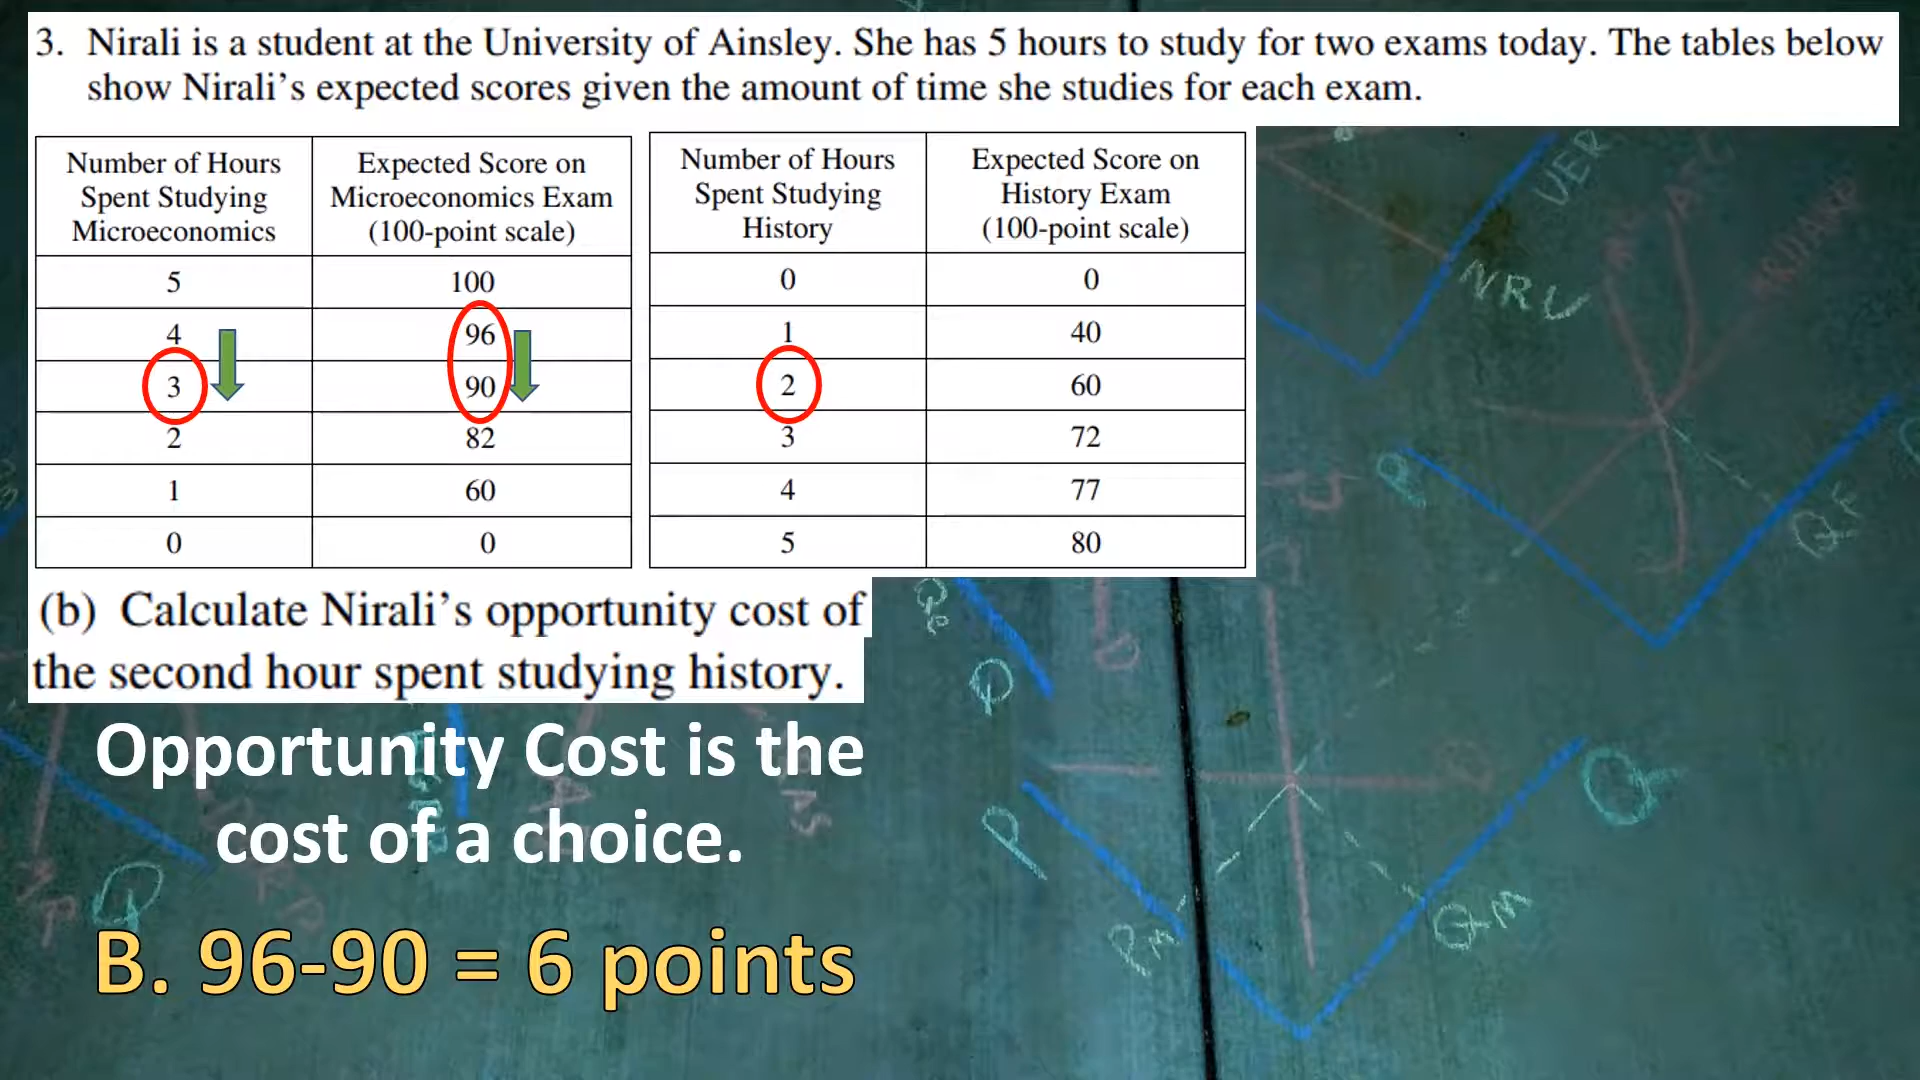 3. Nirali is a student at the University of Ainsley. She has 5 hours to study for two exams today. The tables below
show Nirali’s expected scores given the amount of time she studies for each exam.
Number of Hours
Spent Studying
Microeconomics
Expected Score on
Microeconomics Exam
(100-point scale)
5 100
4 96
3 90
2 82
1 60
0 0
Number of Hours
Spent Studying
History
Expected Score on
History Exam
(100-point scale)
0 0
1 40
2 60
3 72
4 77
5 80
(b) Calculate Nirali’s opportunity cost of
the second hour spent studying history.
Opportunity Cost is the
cost of a choice.
B. 96-90 = 6 points
NRU
P
Q
P
Q
Q